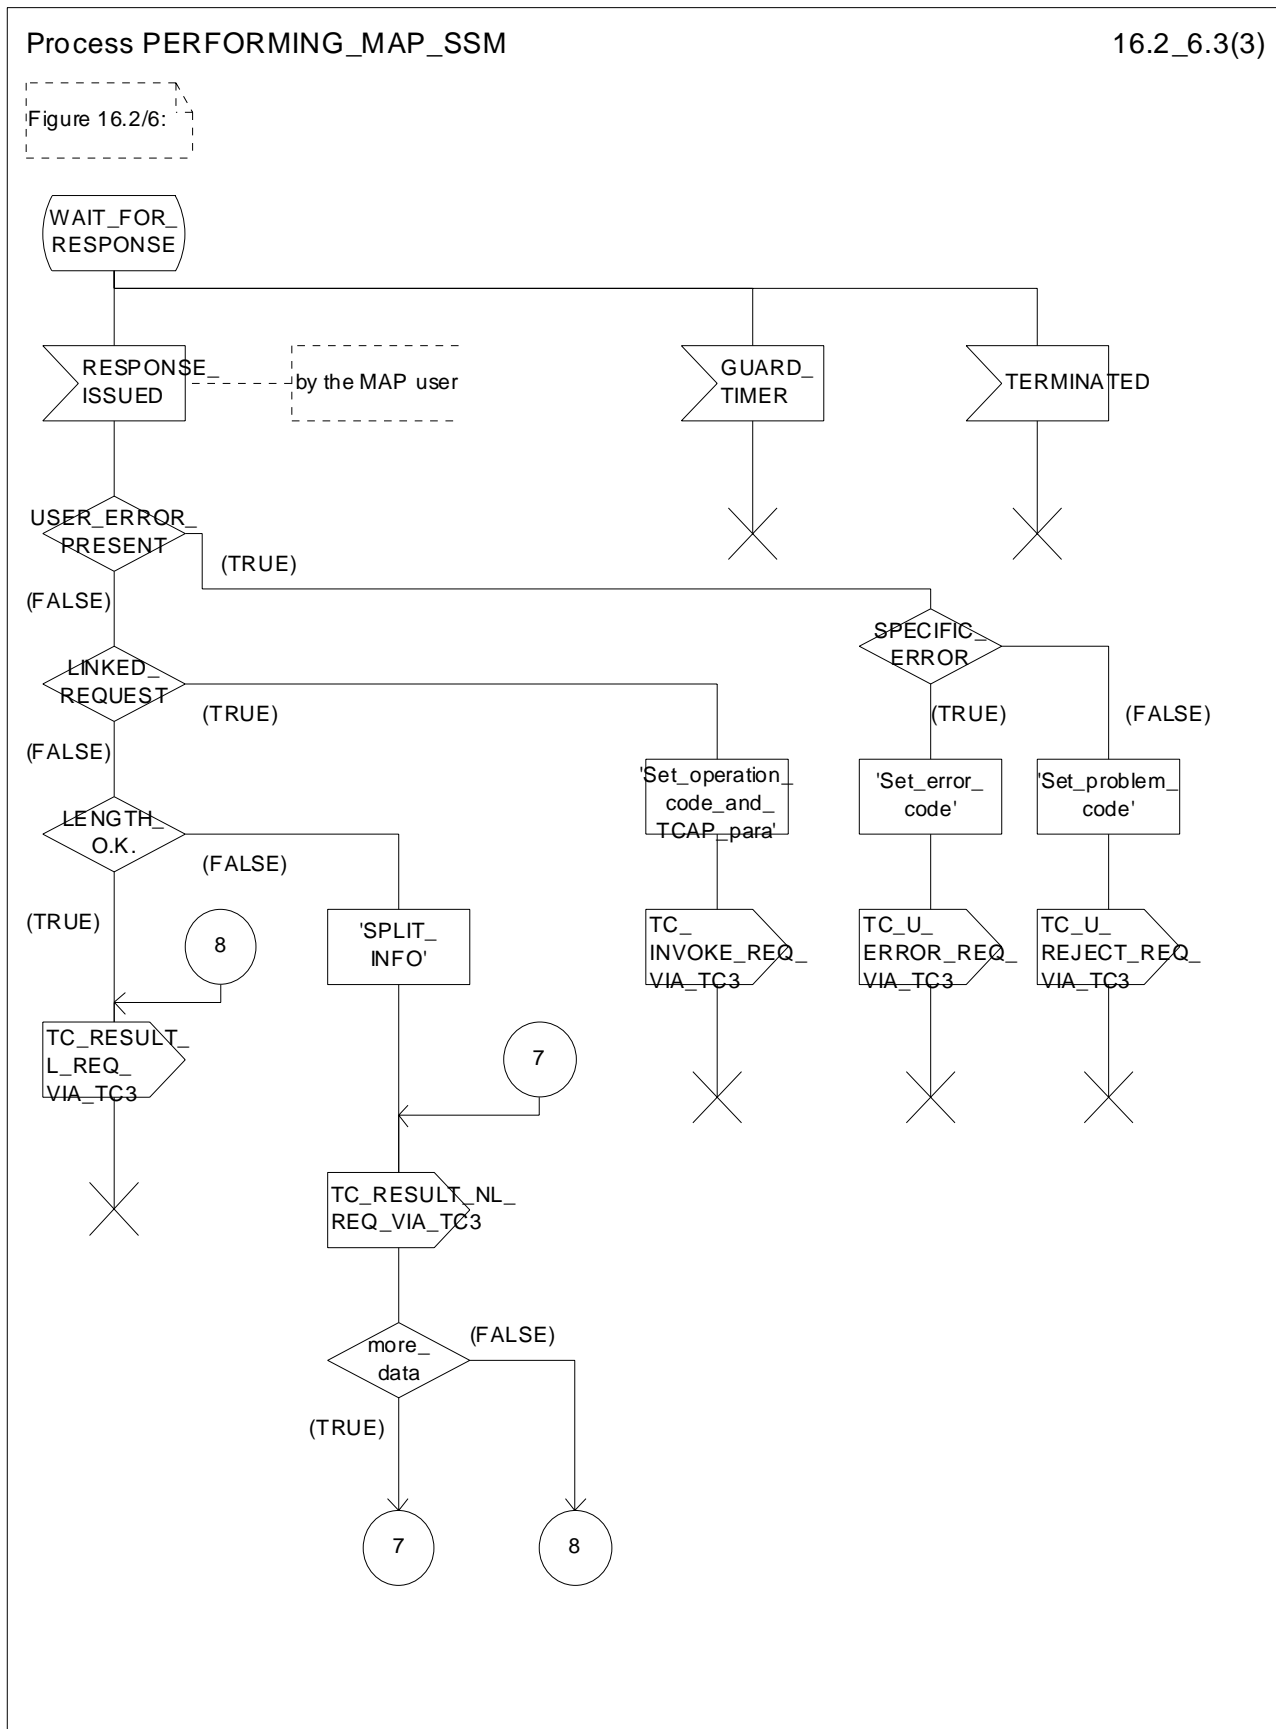 Process PERFORMING_MAP_SSM
16.2_6.3(3)
Figure 16.2/6:
WAIT_FOR_
RESPONSE
RESPONSE_
ISSUED
by the MAP user
GUARD_
TIMER
TERMINATED
USER_ERROR_
PRESENT
(TRUE)
(FALSE)
SPECIFIC_
ERROR
LINKED_
REQUEST
(TRUE)
(TRUE)
(FALSE)
(FALSE)
'Set_operation_
code_and_
TCAP_para'
'Set_error_
code'
'Set_problem_
code'
LENGTH_
O.K.
(FALSE)
(TRUE)
8
'SPLIT_
INFO'
TC_
INVOKE_REQ_
VIA_TC3
TC_U_
ERROR_REQ_
VIA_TC3
TC_U_
REJECT_REQ_
VIA_TC3
TC_RESULT_
L_REQ_
VIA_TC3
7
TC_RESULT_NL_
REQ_VIA_TC3
more_
data
(FALSE)
(TRUE)
7
8